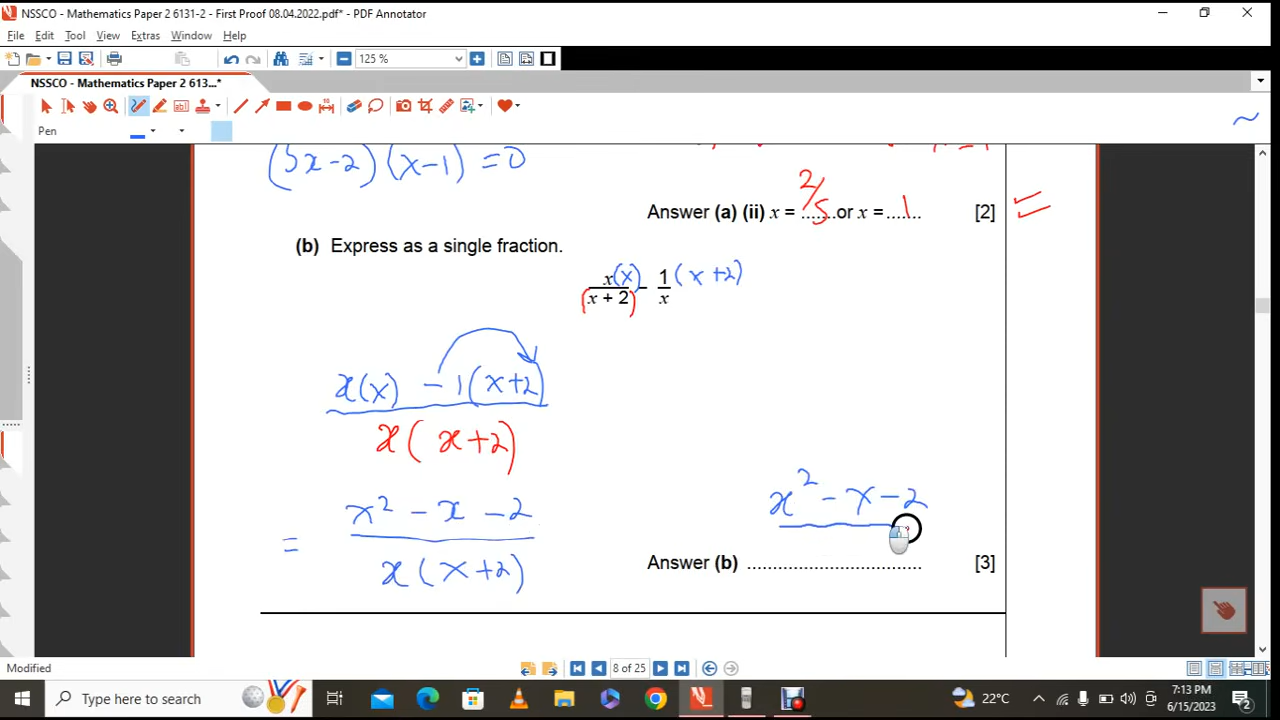 NSSCO - Mathematics Paper 2 6131-2 - First Proof 08.04.2022.pdf* - PDF Annotator
File Edit Tool View Extras Window Help
125 %
NSSCO - Mathematics Paper 2 613...*
Pen
(5x-2)(x-1) = 0
Answer (a) (ii) x = 2/5 or x = 1 [2]
(b) Express as a single fraction.
x(x) 1(x+2)
(x + 2) - x
x(x) -1(x+2)
x(x+2)
x² - x - 2
= x(x+2)
x² - x - 2
Answer (b) .................................. [3]
Modified
8 of 25
Type here to search
22°C
7:13 PM
6/15/2023
2